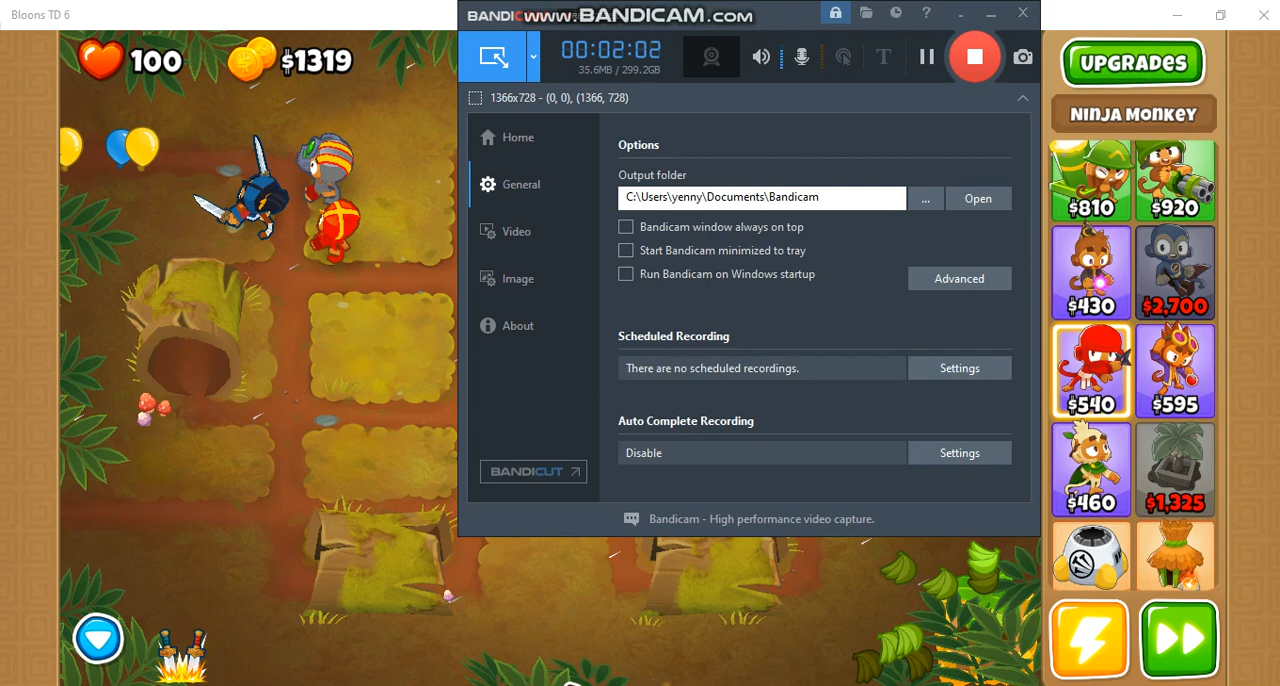 Bloons TD 6
100
$1319
BANDIC
www.BANDICAM.com
00:02:02
35.6MB / 299.2GB
1366x728 - (0, 0), (1366, 728)
Home
General
Video
Image
About
BANDICUT
Options
Output folder
C:\Users\yenny\Documents\Bandicam
...
Open
Bandicam window always on top
Start Bandicam minimized to tray
Run Bandicam on Windows startup
Advanced
Scheduled Recording
There are no scheduled recordings.
Settings
Auto Complete Recording
Disable
Settings
Bandicam - High performance video capture.
UPGRADES
NINJA MONKEY
$810
$920
$430
$2,700
$540
$595
$460
$1,325